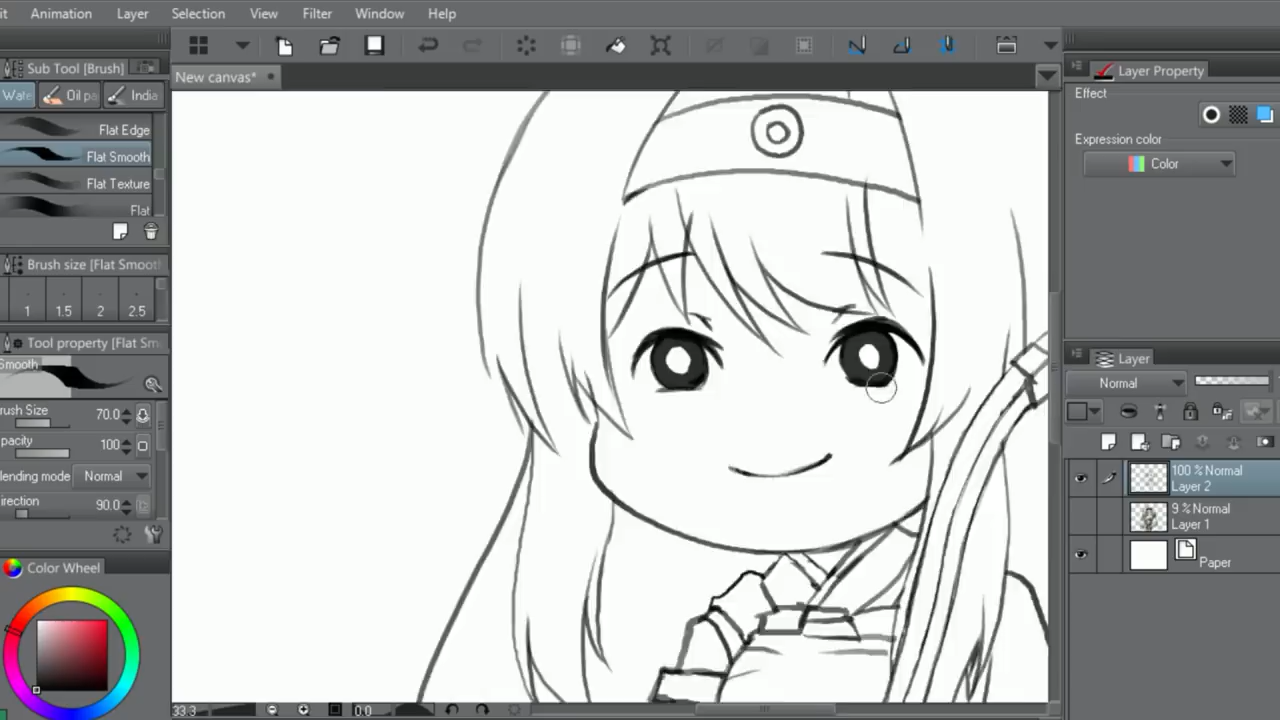 it Animation Layer Selection View Filter Window Help
Sub Tool [Brush]
New canvas*
Wate Oil pa India
Flat Edge
Flat Smooth
Flat Texture
Flat
Brush size [Flat Smoot
1 1.5 2 2.5
Tool property [Flat Sm
Smooth
rush Size 70.0
pacity 100
lending mode Normal
irection 90.0
Color Wheel
33.3 0.0
Layer Property
Effect
Expression color
Color
Layer
Normal
100 % Normal
Layer 2
9 % Normal
Layer 1
Paper